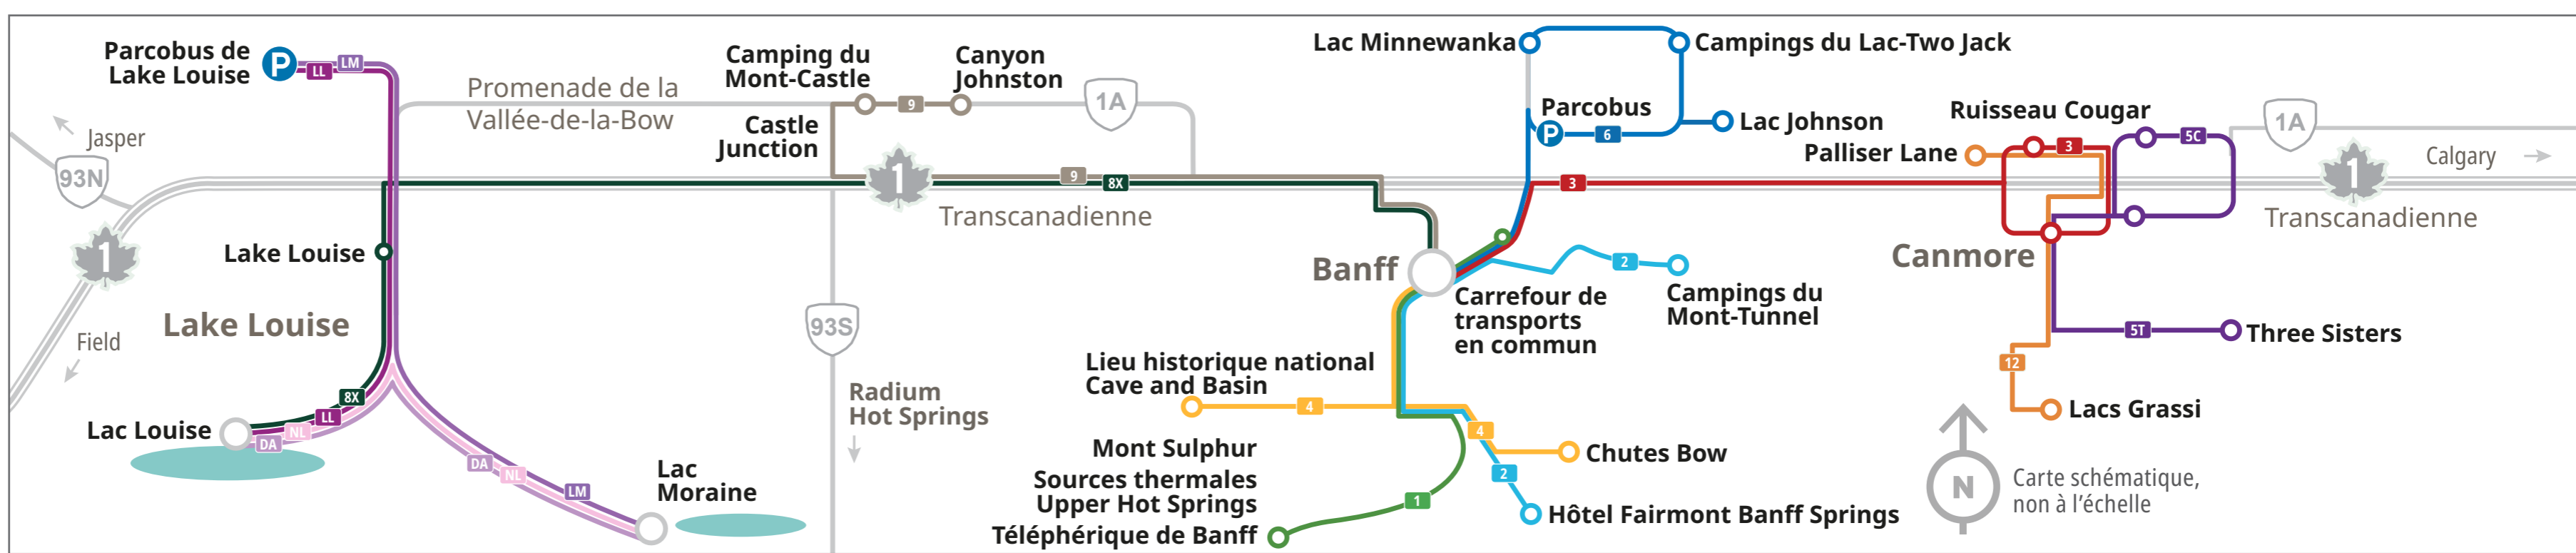 Parcobus de
Lake Louise
P
LL
LM
Jasper
93N
1
Field
Promenade de la
Vallée-de-la-Bow
Camping du
Mont-Castle
9
Canyon
Johnston
1A
Castle
Junction
1
9
8X
Transcanadienne
Lake Louise
Lake Louise
8X
LL
NL
DA
Lac Louise
DA
NL
LM
Lac
Moraine
93S
Radium
Hot Springs
Lac Minnewanka
Campings du Lac-Two Jack
Parcobus
P
6
Lac Johnson
3
Banff
Carrefour de
transports
en commun
2
Campings du
Mont-Tunnel
Lieu historique national
Cave and Basin
4
4
Chutes Bow
2
Hôtel Fairmont Banff Springs
Mont Sulphur
Sources thermales
Upper Hot Springs
Téléphérique de Banff
1
Ruisseau Cougar
Palliser Lane
3
5C
1A
Calgary
1
Transcanadienne
Canmore
5T
Three Sisters
12
Lacs Grassi
N
Carte schématique,
non à l'échelle